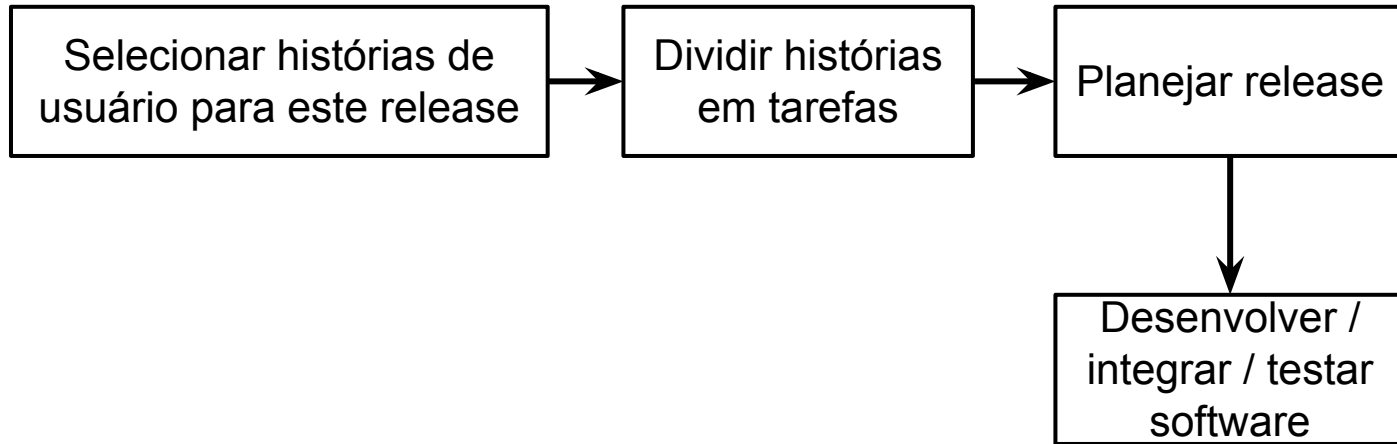 Selecionar histórias de
usuário para este release
Dividir histórias
em tarefas
Planejar release
Desenvolver /
integrar / testar
software